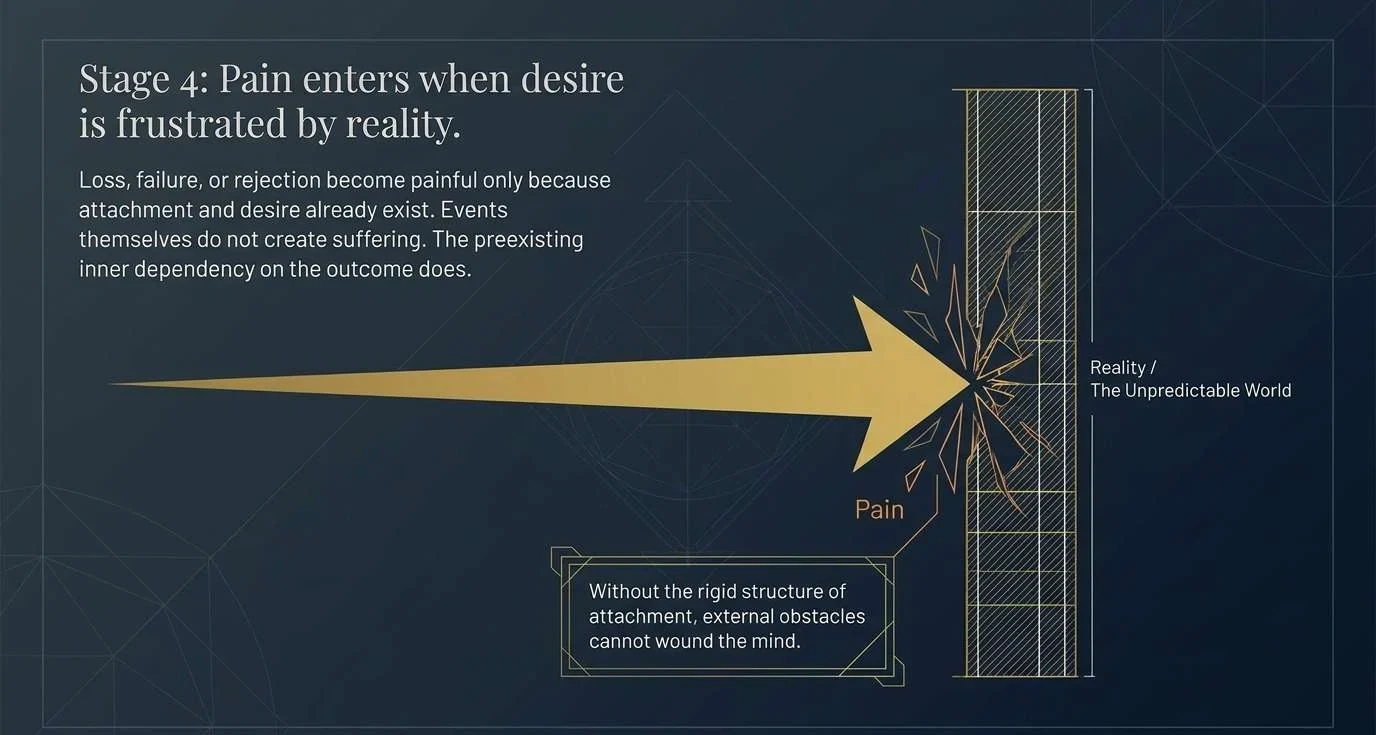 Stage 4: Pain enters when desire
is frustrated by reality.
Loss, failure, or rejection become painful only because
attachment and desire already exist. Events
themselves do not create suffering. The preexisting
inner dependency on the outcome does.
Reality /
The Unpredictable World
Pain
Without the rigid structure of
attachment, external obstacles
cannot wound the mind.